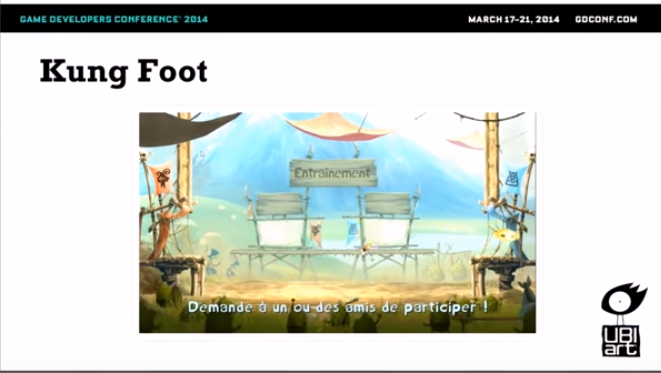 GAME DEVELOPERS CONFERENCE® 2014
MARCH 17-21, 2014 GDCONF.COM
Kung Foot
Entraînement
Demande à un ou des amis de participer !
UBI
art